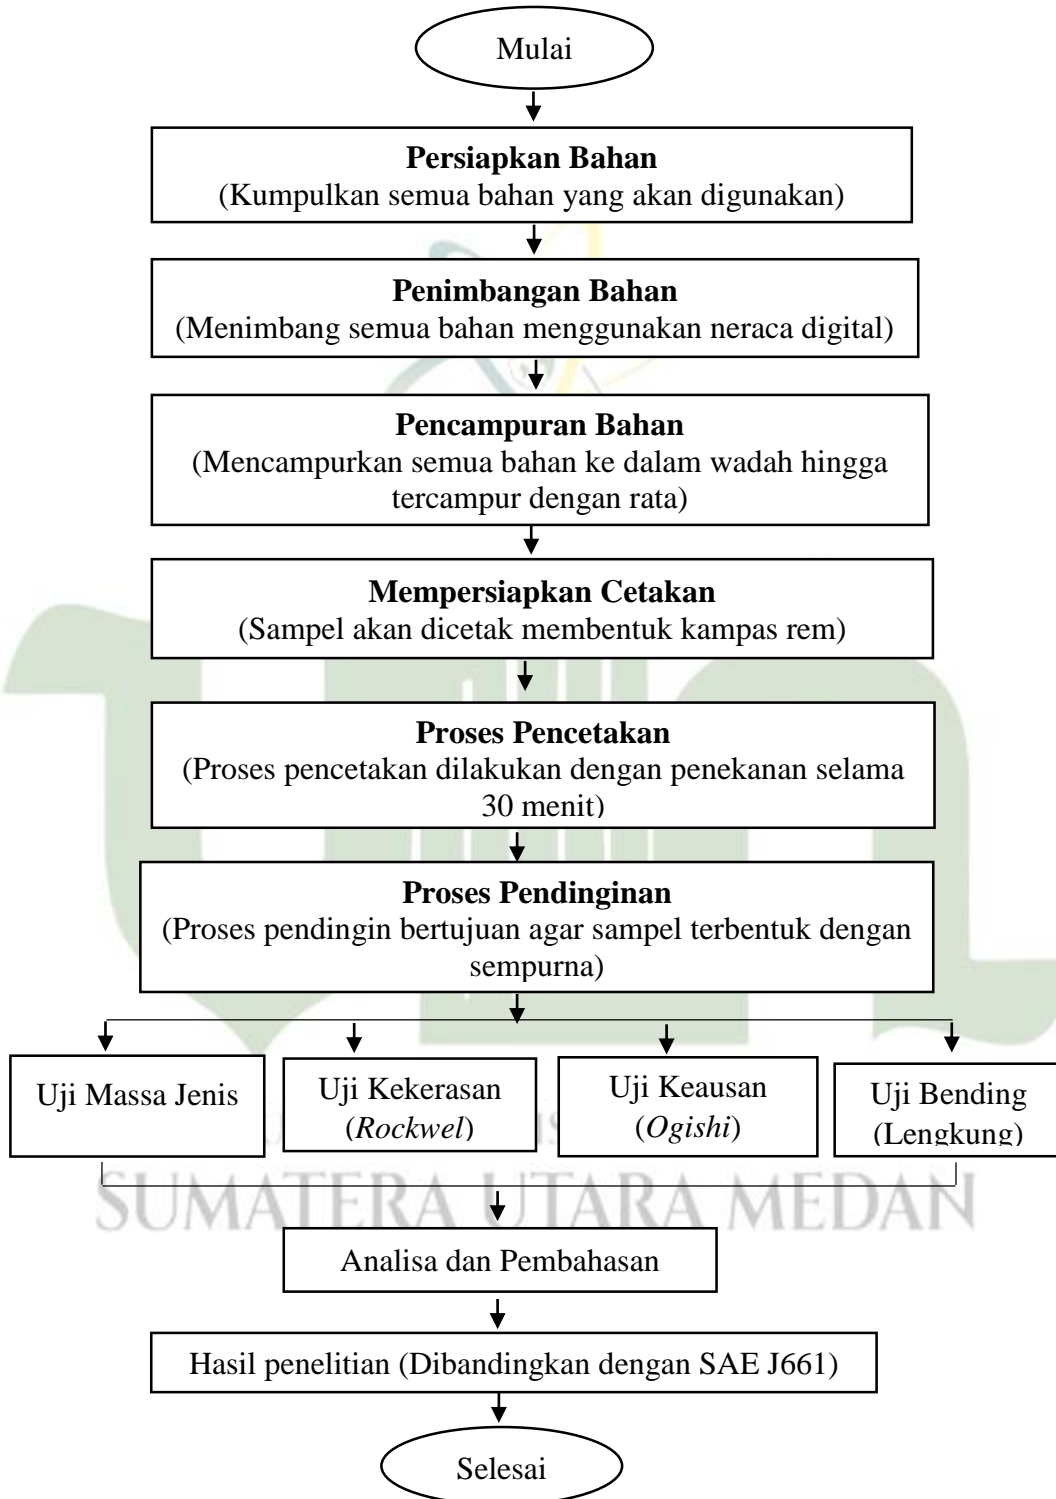 Mulai
Persiapkan Bahan
(Kumpulkan semua bahan yang akan digunakan)
Penimbangan Bahan
(Menimbang semua bahan menggunakan neraca digital)
Pencampuran Bahan
(Mencampurkan semua bahan ke dalam wadah hingga
tercampur dengan rata)
Mempersiapkan Cetakan
(Sampel akan dicetak membentuk kampas rem)
Proses Pencetakan
(Proses pencetakan dilakukan dengan penekanan selama
30 menit)
Proses Pendinginan
(Proses pendingin bertujuan agar sampel terbentuk dengan
sempurna)
Uji Massa Jenis
Uji Kekerasan
(Rockwel)
Uji Keausan
(Ogishi)
Uji Bending
(Lengkung)
SUMATERA UTARA MEDAN
Analisa dan Pembahasan
Hasil penelitian (Dibandingkan dengan SAE J661)
Selesai